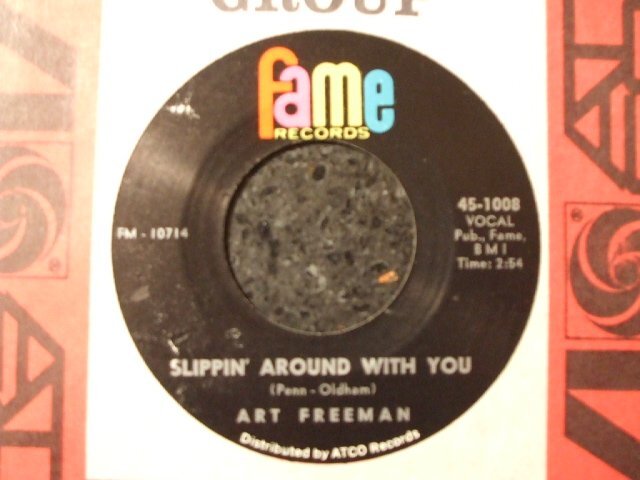 GROUP
fame
RECORDS
45-1008
VOCAL
Pub., Fame,
BMI
Time: 2:54
FM - 10714
SLIPPIN' AROUND WITH YOU
(Penn - Oldham)
ART FREEMAN
Distributed by ATCO Records